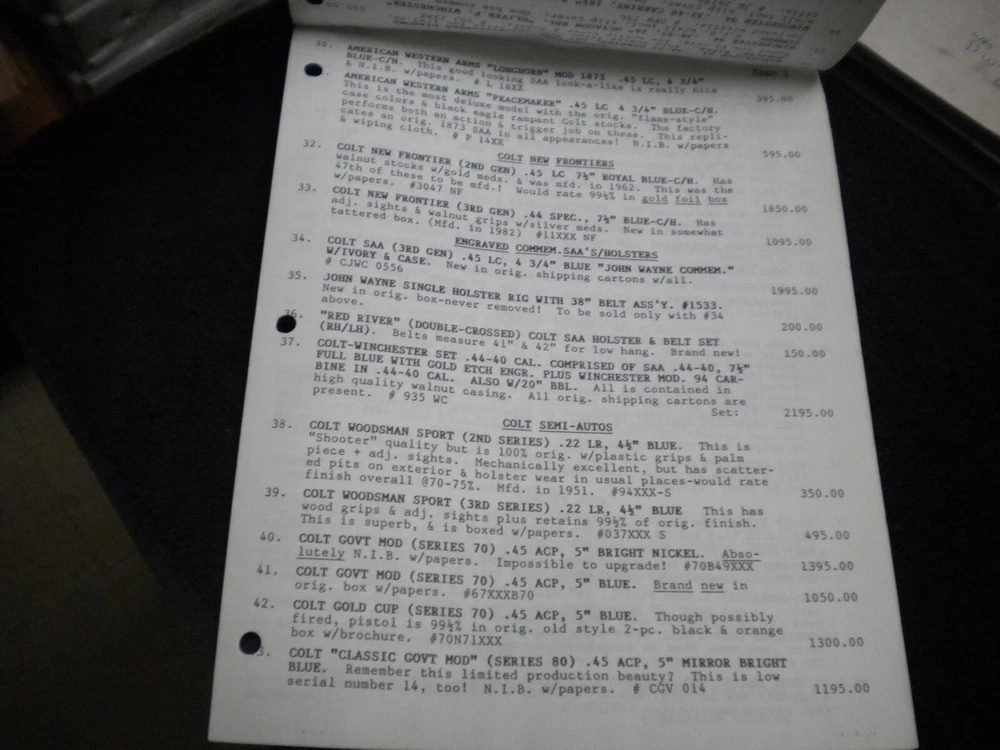 30. AMERICAN WESTERN ARMS "LONGHORN" MOD 1873 .45 LC, 4 3/4"
BLUE-C/H. This good looking SAA look-a-like is really nice
& N.I.B. w/papers. # L 18XX 395.00
AMERICAN WESTERN ARMS "PEACEMAKER" .45 LC 4 3/4" BLUE-C/H.
This is the most deluxe model with the orig. "flame-style"
case colors & black eagle rampant Colt stocks. The factory
performs both an action & trigger job on these. This repli-
cates an orig. 1873 SAA in all appearances! N.I.B. w/papers
& wiping cloth. # P 14XX 595.00
COLT NEW FRONTIERS
32. COLT NEW FRONTIER (2ND GEN) .45 LC 7½" ROYAL BLUE-C/H. Has
walnut stocks w/gold meds. & was mfd. in 1962. This was the
47th of these to be mfd.! Would rate 99½% in gold foil box
w/papers. #3047 NF 1850.00
33. COLT NEW FRONTIER (3RD GEN) .44 SPEC., 7½" BLUE-C/H. Has
adj. sights & walnut grips w/silver meds. New in somewhat
tattered box. (Mfd. in 1982) #11XXX NF 1095.00
ENGRAVED COMMEM.SAA'S/HOLSTERS
34. COLT SAA (3RD GEN) .45 LC, 4 3/4" BLUE "JOHN WAYNE COMMEM."
W/IVORY & CASE. New in orig. shipping cartons w/all.
# CJWC 0556 1995.00
35. JOHN WAYNE SINGLE HOLSTER RIG WITH 38" BELT ASS'Y. #1533.
New in orig. box-never removed! To be sold only with #34
above. 200.00
36. "RED RIVER" (DOUBLE-CROSSED) COLT SAA HOLSTER & BELT SET
(RH/LH). Belts measure 41" & 42" for low hang. Brand new! 150.00
37. COLT-WINCHESTER SET .44-40 CAL. COMPRISED OF SAA .44-40, 7½"
FULL BLUE WITH GOLD ETCH ENGR. PLUS WINCHESTER MOD. 94 CAR-
BINE IN .44-40 CAL. ALSO W/20" BBL. All is contained in
high quality walnut casing. All orig. shipping cartons are
present. # 935 WC
Set: 2195.00
COLT SEMI-AUTOS
38. COLT WOODSMAN SPORT (2ND SERIES) .22 LR, 4½" BLUE. This is
"Shooter" quality but is 100% orig. w/plastic grips & palm
piece + adj. sights. Mechanically excellent, but has scatter-
ed pits on exterior & holster wear in usual places-would rate
finish overall @70-75%. Mfd. in 1951. #94XXX-S 350.00
39. COLT WOODSMAN SPORT (3RD SERIES) .22 LR, 4½" BLUE This has
wood grips & adj. sights plus retains 99½% of orig. finish.
This is superb, & is boxed w/papers. #037XXX S 495.00
40. COLT GOVT MOD (SERIES 70) .45 ACP, 5" BRIGHT NICKEL. Abso-
lutely N.I.B. w/papers. Impossible to upgrade! #70B49XXX 1395.00
41. COLT GOVT MOD (SERIES 70) .45 ACP, 5" BLUE. Brand new in
orig. box w/papers. #67XXXB70 1050.00
42. COLT GOLD CUP (SERIES 70) .45 ACP, 5" BLUE. Though possibly
fired, pistol is 99½% in orig. old style 2-pc. black & orange
box w/brochure. #70N71XXX 1300.00
3. COLT "CLASSIC GOVT MOD" (SERIES 80) .45 ACP, 5" MIRROR BRIGHT
BLUE. Remember this limited production beauty? This is low
serial number 14, too! N.I.B. w/papers. # CGV 014 1195.00